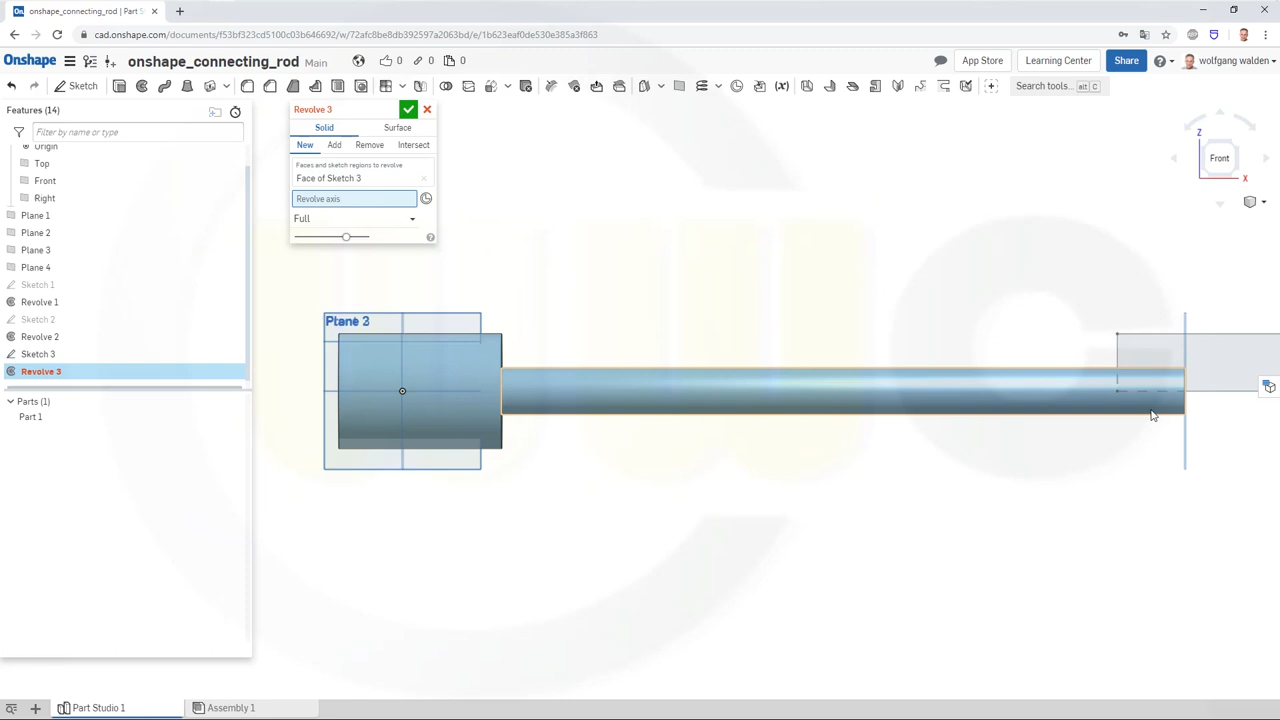 onshape_connecting_rod | Part S
cad.onshape.com/documents/f53bf323cd5100c03b646692/w/72afc8be8db392597a2063bd/e/1b623eaf0de530e385a3f863
Onshape onshape_connecting_rod Main 0 0 0 App Store Learning Center Share wolfgang walden
Sketch (x) Search tools... alt C
Features (14)
Filter by name or type
Origin
Top
Front
Right
Plane 1
Plane 2
Plane 3
Plane 4
Sketch 1
Revolve 1
Sketch 2
Revolve 2
Sketch 3
Revolve 3
Parts (1)
Part 1
Revolve 3
Solid Surface
New Add Remove Intersect
Faces and sketch regions to revolve
Face of Sketch 3
Revolve axis
Full
Plane 3
Z
Front
X
Part Studio 1 Assembly 1